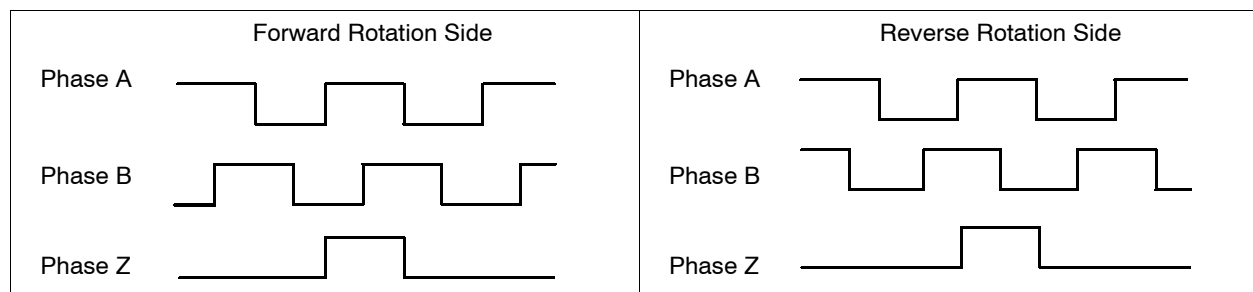 Forward Rotation Side
Phase A
Phase B
Phase Z
Reverse Rotation Side
Phase A
Phase B
Phase Z